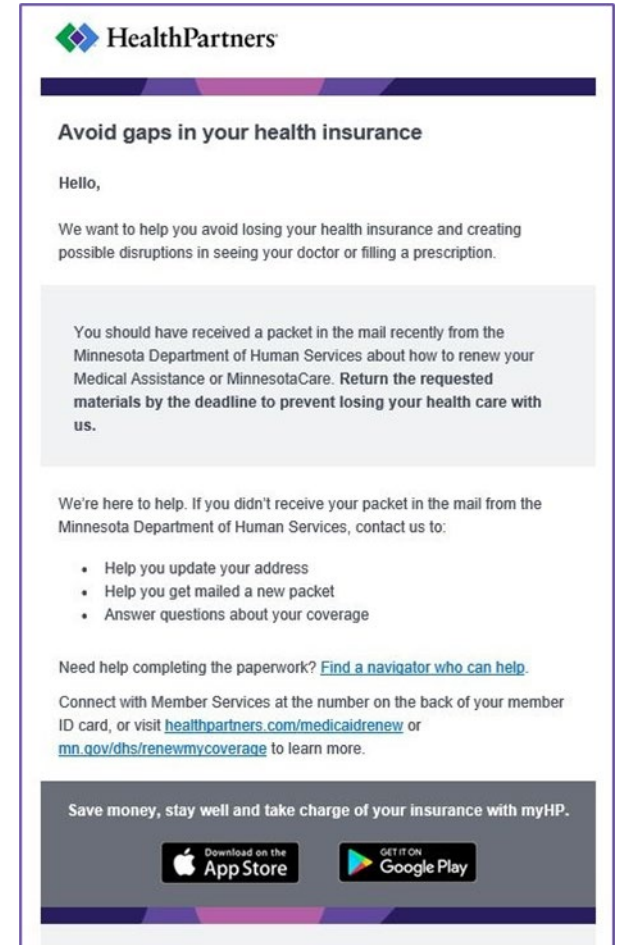 HealthPartners
Avoid gaps in your health insurance
Hello,
We want to help you avoid losing your health insurance and creating
possible disruptions in seeing your doctor or filling a prescription.
You should have received a packet in the mail recently from the
Minnesota Department of Human Services about how to renew your
Medical Assistance or MinnesotaCare. Return the requested
materials by the deadline to prevent losing your health care with
us.
We're here to help. If you didn't receive your packet in the mail from the
Minnesota Department of Human Services, contact us to:
• Help you update your address
• Help you get mailed a new packet
• Answer questions about your coverage
Need help completing the paperwork? Find a navigator who can help.
Connect with Member Services at the number on the back of your member
ID card, or visit healthpartners.com/medicaidrenew or
mn.gov/dhs/renewmycoverage to learn more.
Save money, stay well and take charge of your insurance with myHP.
Download on the
App Store
GET IT ON
Google Play